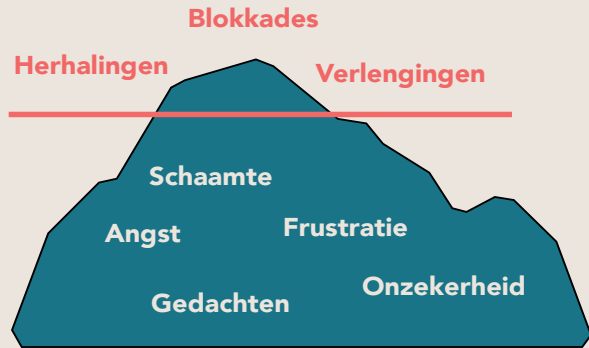 Blokkades
Herhalingen
Verlengingen
Schaamte
Angst
Frustratie
Gedachten
Onzekerheid